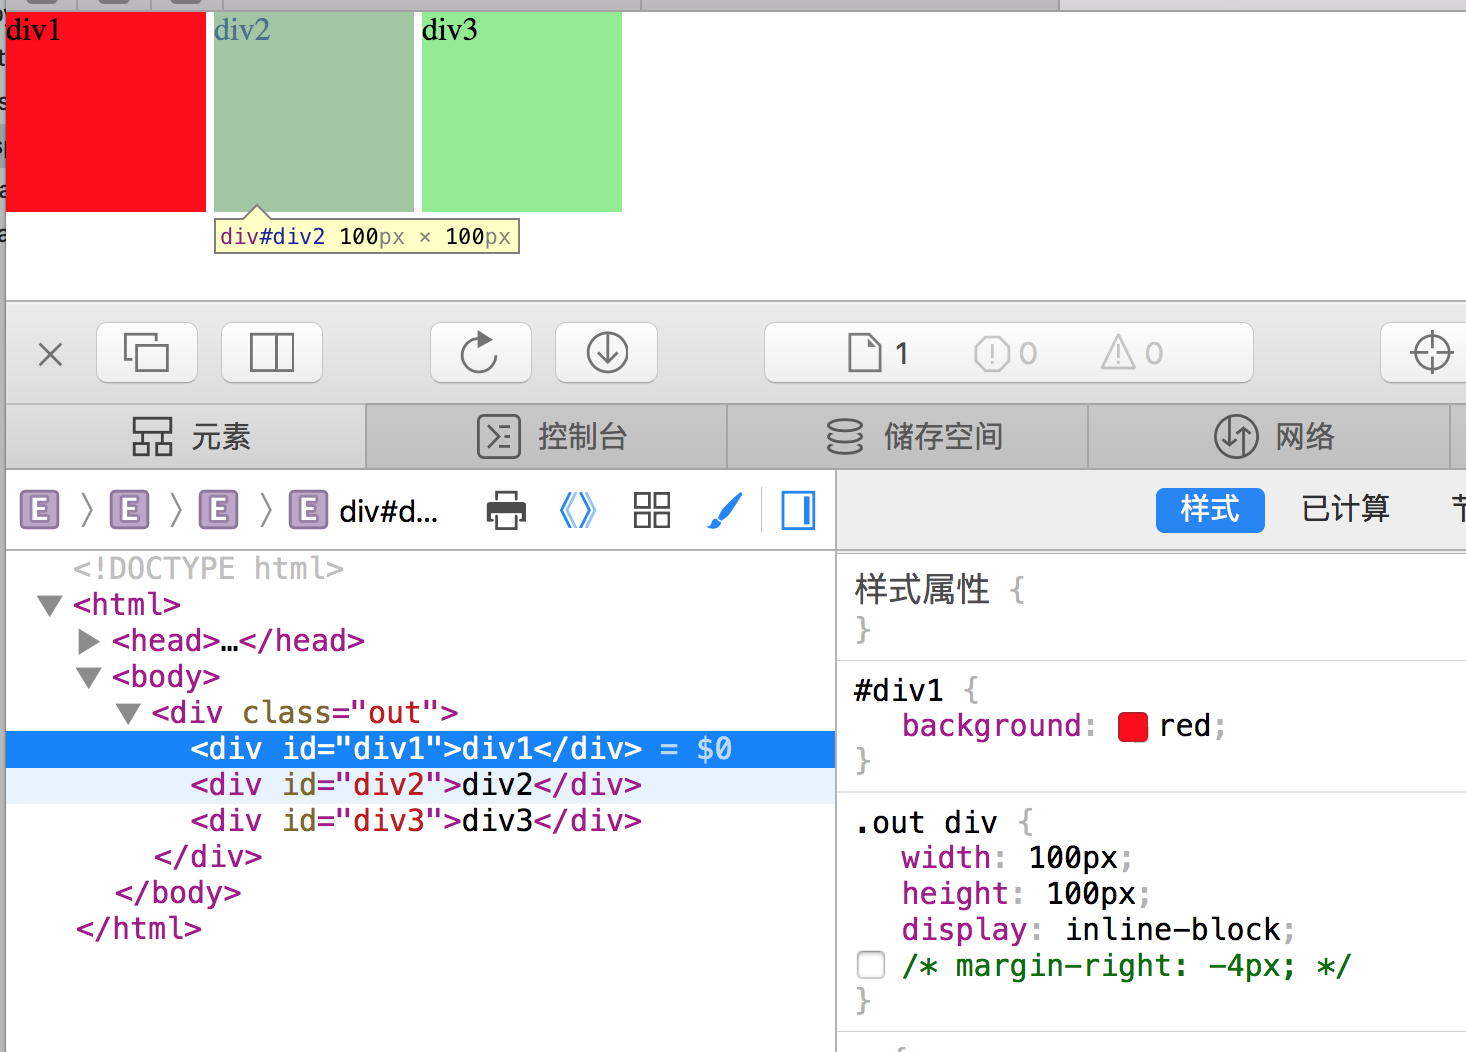 div1 div2 div3
div#div2 100px × 100px
1 0 0
元素 控制台 储存空间 网络
E E E E div#d... 样式 已计算
<!DOCTYPE html>
<html>
<head>…</head>
<body>
<div class="out">
<div id="div1">div1</div> = $0
<div id="div2">div2</div>
<div id="div3">div3</div>
</div>
</body>
</html>
样式属性 {
}
#div1 {
background: red;
}
.out div {
width: 100px;
height: 100px;
display: inline-block;
/* margin-right: -4px; */
}